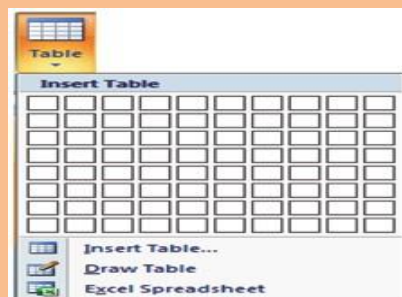 Table
Insert Table
Insert Table...
Draw Table
Excel Spreadsheet